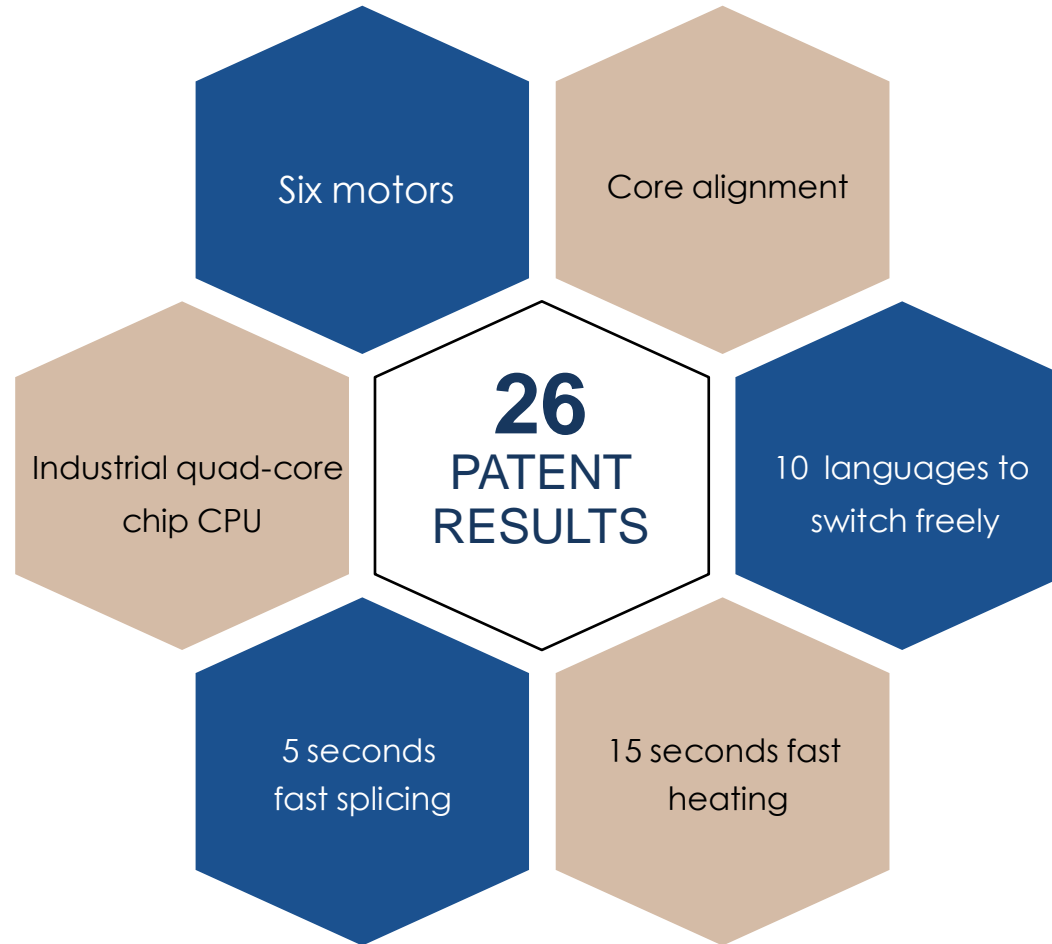 Six motors
Core alignment
Industrial quad-core
chip CPU
26
PATENT
RESULTS
10 languages to
switch freely
5 seconds
fast splicing
15 seconds fast
heating